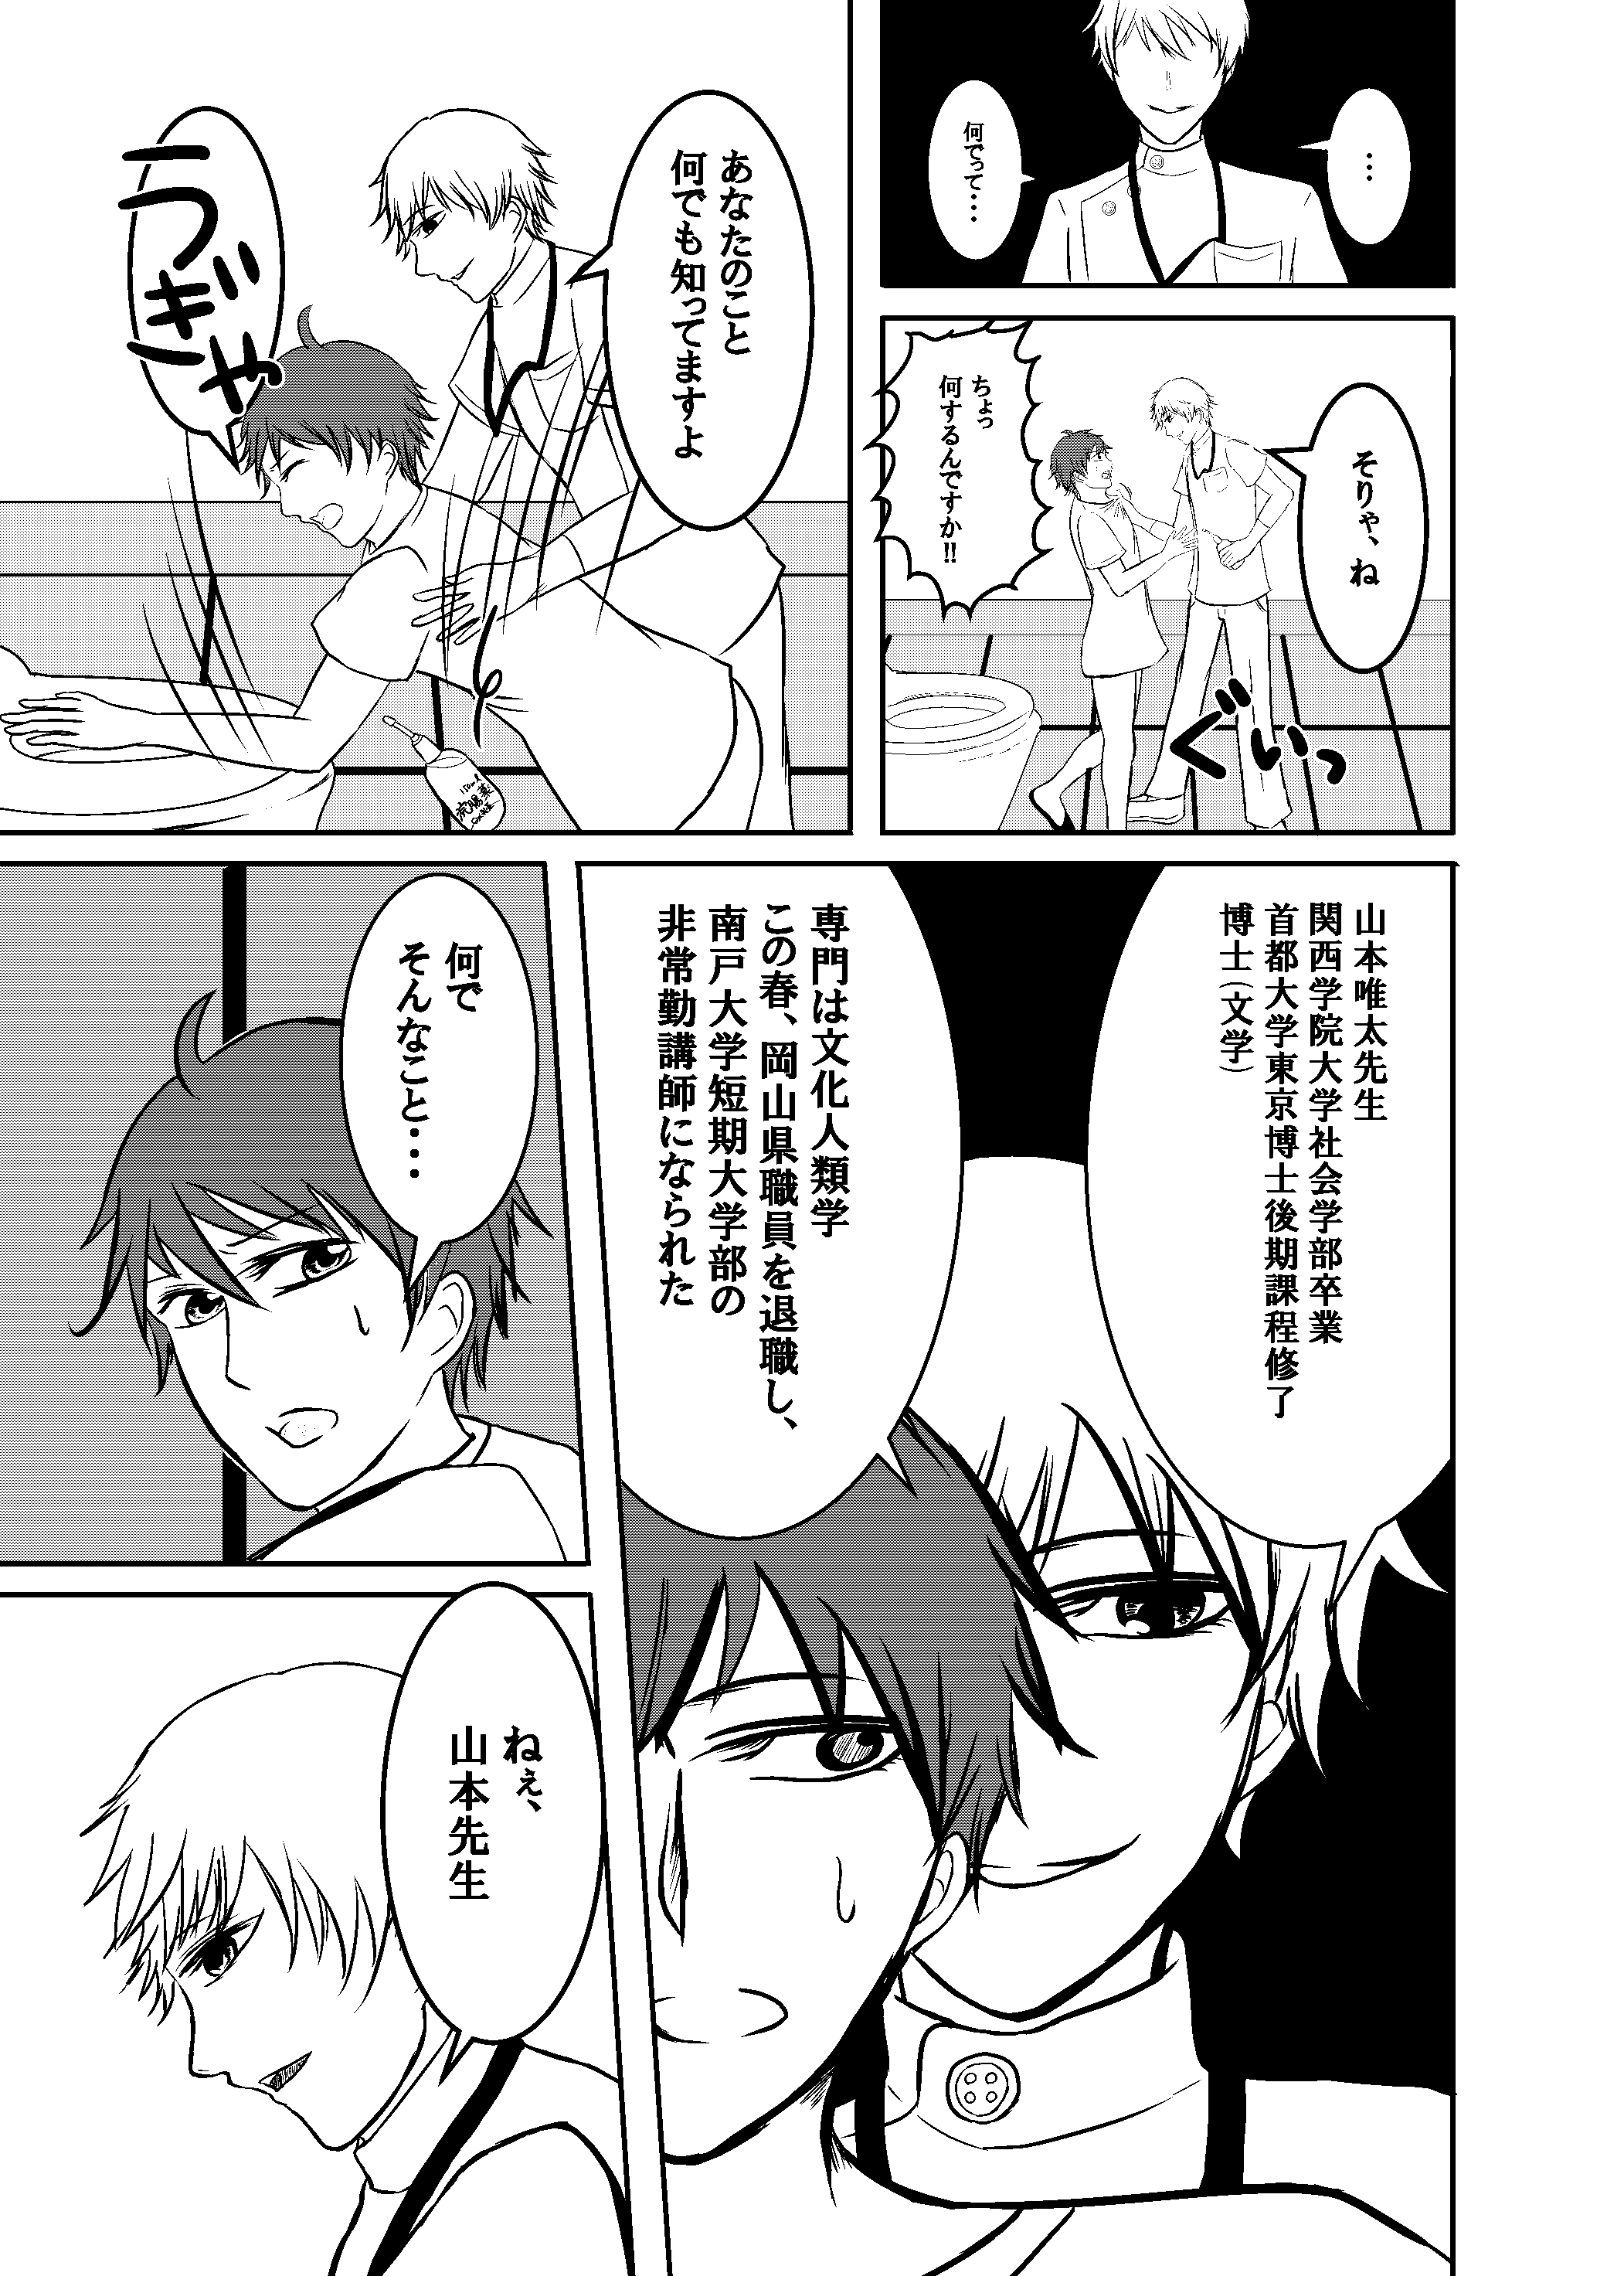 …
何でって…
そりゃ、ね
ちょっ
何するんですか!!
ぐいっ
あなたのこと
何でも知ってますよ
うぎゃ
150mℓ
浣腸薬
山本唯太先生
関西学院大学社会学部卒業
首都大学東京博士後期課程修了
博士(文学)
専門は文化人類学
この春、岡山県職員を退職し、
南戸大学短期大学部の
非常勤講師になられた
何で
そんなこと…
ねぇ、
山本先生